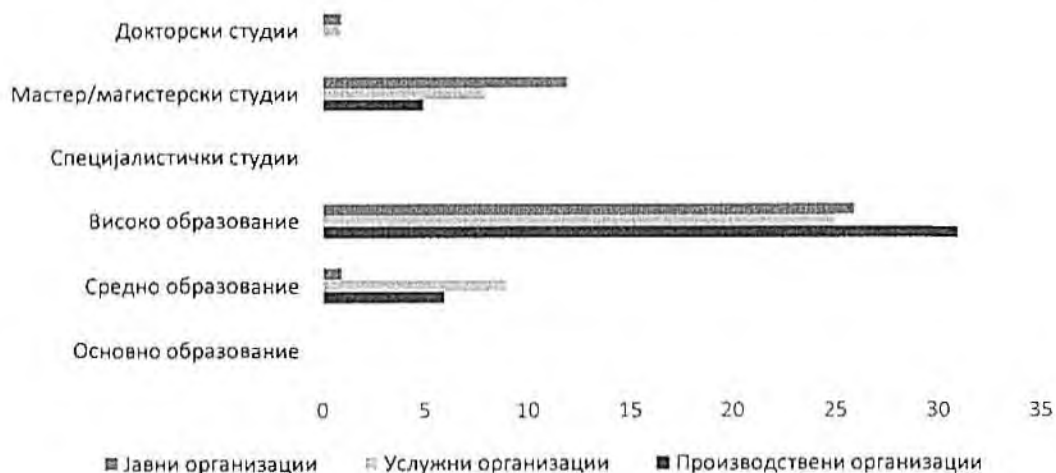 Докторски студии
Мастер/магистерски студии
Специјалистички студии
Високо образование
Средно образование
Основно образование
0 5 10 15 20 25 30 35
Јавни организации Услужни организации Производствени организации